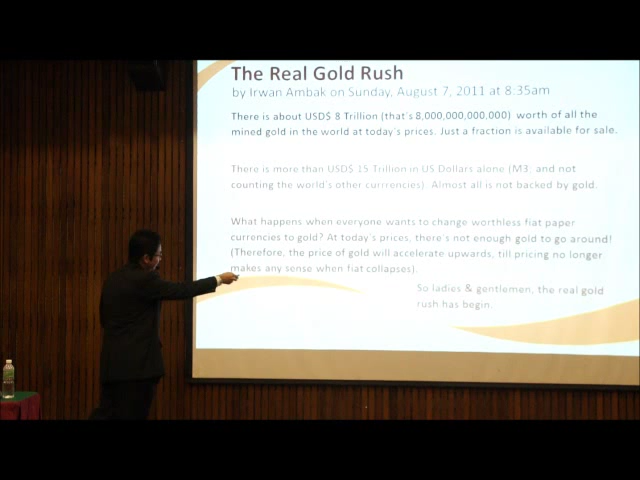 The Real Gold Rush
by Irwan Ambak on Sunday, August 7, 2011 at 8:35am
There is about USD$ 8 Trillion (that's 8,000,000,000,000) worth of all the
mined gold in the world at today's prices. Just a fraction is available for sale.
There is more than USD$ 15 Trillion in US Dollars alone (M3, and not
counting the world's other currrencies). Almost all is not backed by gold.
What happens when everyone wants to change worthless fiat paper
currencies to gold? At today's prices, there's not enough gold to go around!
(Therefore, the price of gold will accelerate upwards, till pricing no longer
makes any sense when fiat collapses).
So ladies & gentlemen, the real gold
rush has begin.